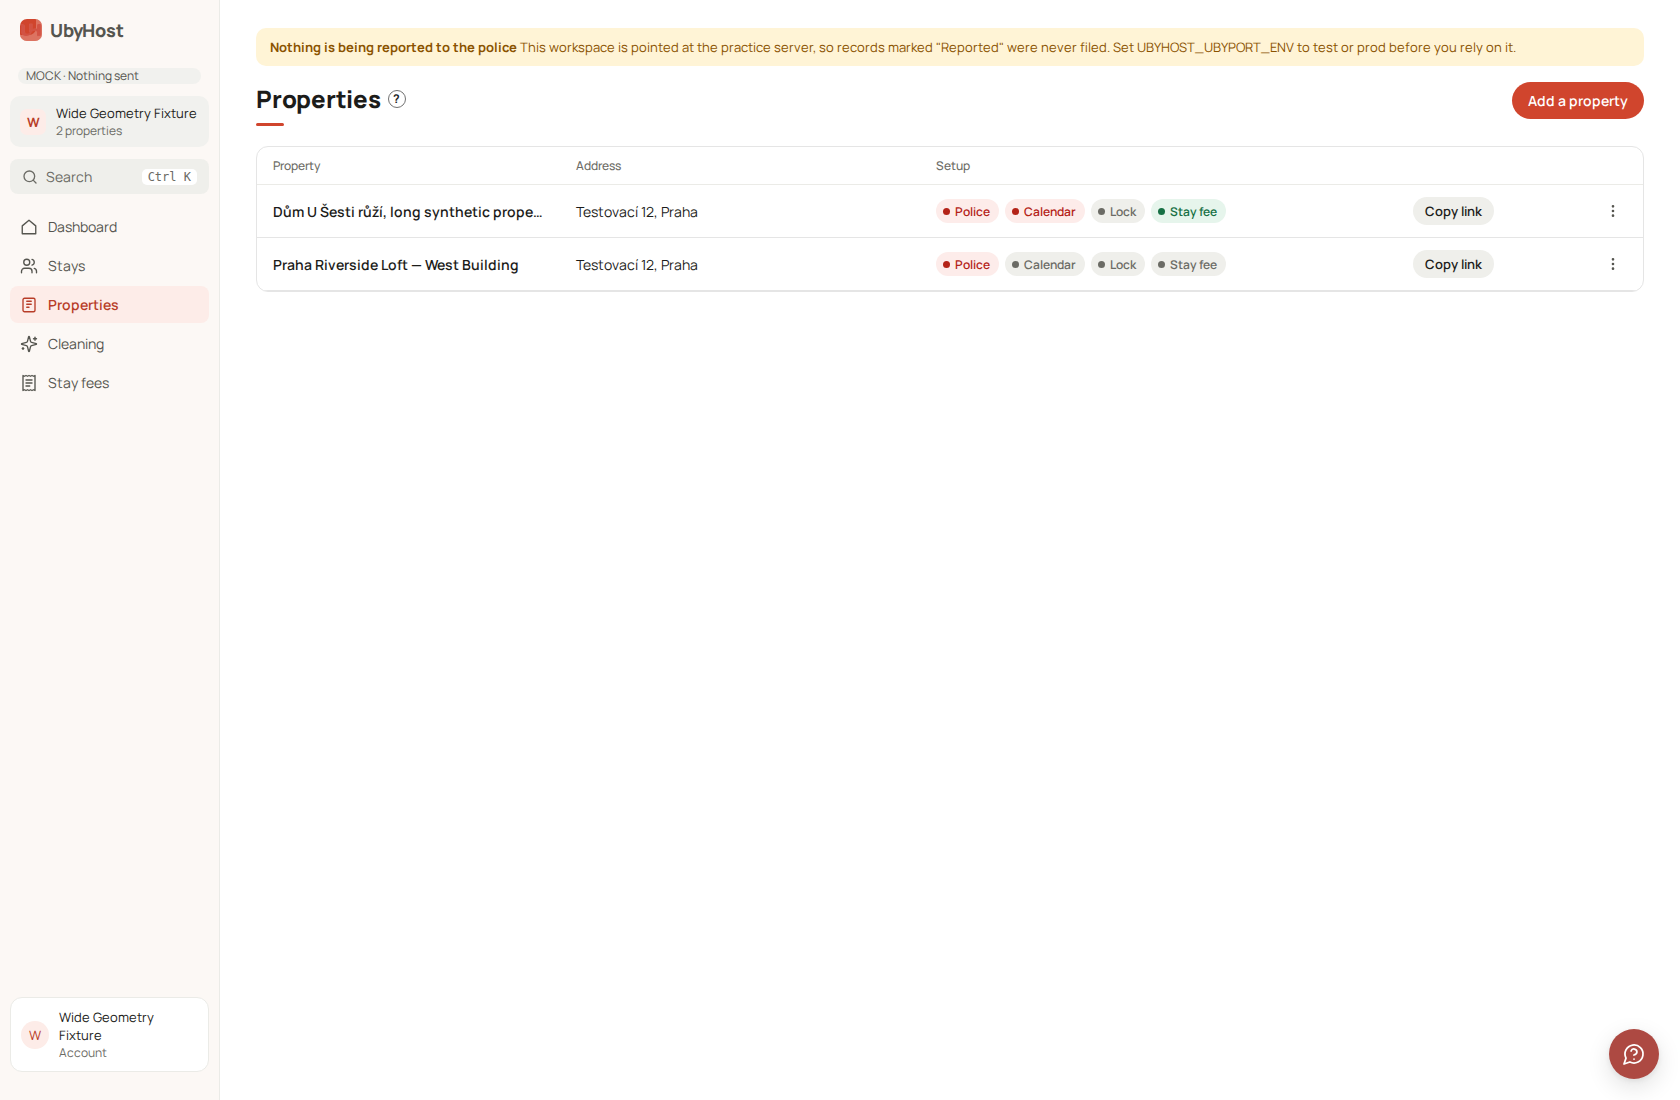 UbyHost
MOCK · Nothing sent
W
Wide Geometry Fixture
2 properties
Search
Ctrl K
Dashboard
Stays
Properties
Cleaning
Stay fees
W
Wide Geometry
Fixture
Account
Nothing is being reported to the police This workspace is pointed at the practice server, so records marked "Reported" were never filed. Set UBYHOST_UBYPORT_ENV to test or prod before you rely on it.
Properties ?
Add a property
Property Address Setup
Dům U Šesti růží, long synthetic prope… Testovací 12, Praha Police Calendar Lock Stay fee Copy link
Praha Riverside Loft — West Building Testovací 12, Praha Police Calendar Lock Stay fee Copy link